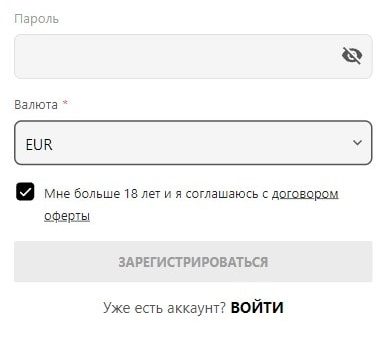 Пароль
Валюта *
EUR
Мне больше 18 лет и я соглашаюсь с договором
оферты
ЗАРЕГИСТРИРОВАТЬСЯ
Уже есть аккаунт? ВОЙТИ